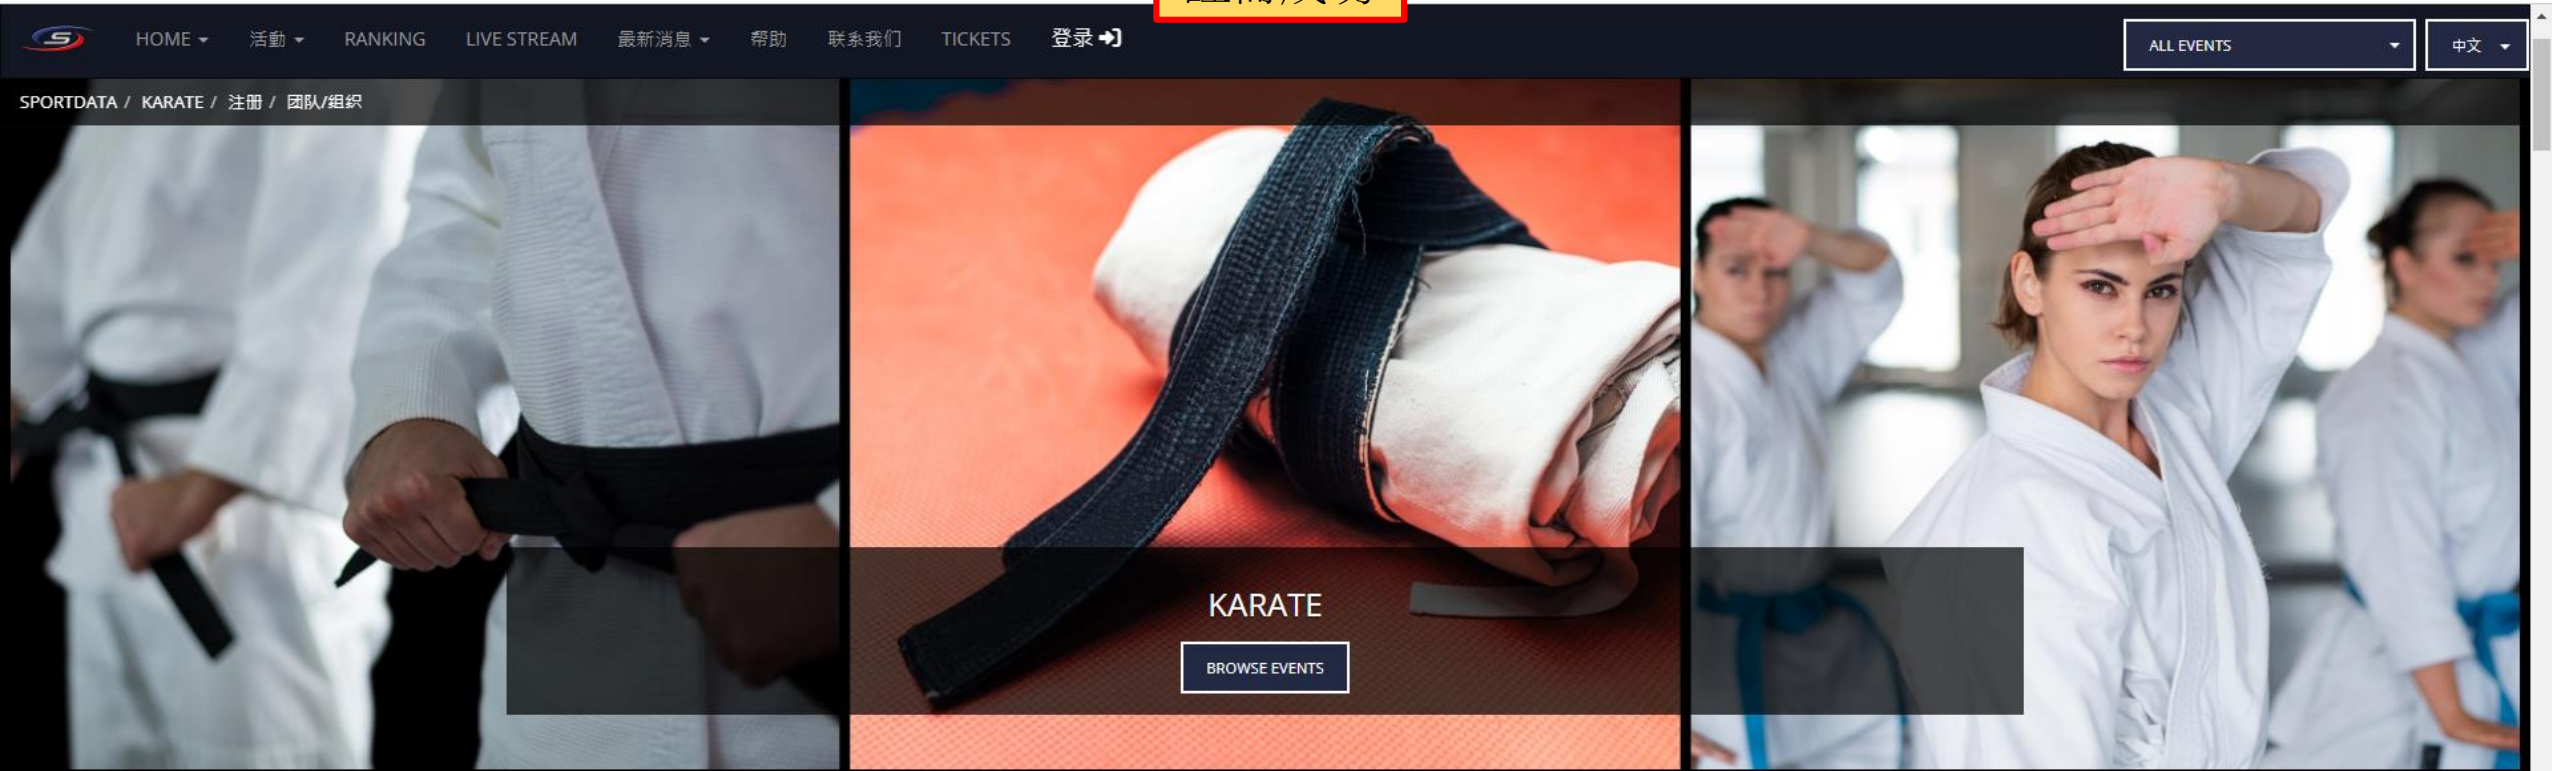 HOME 活動 RANKING LIVE STREAM 最新消息 帮助 联系我们 TICKETS 登录 ALL EVENTS 中文
SPORTDATA / KARATE / 注册 / 团队/组织
KARATE
BROWSE EVENTS